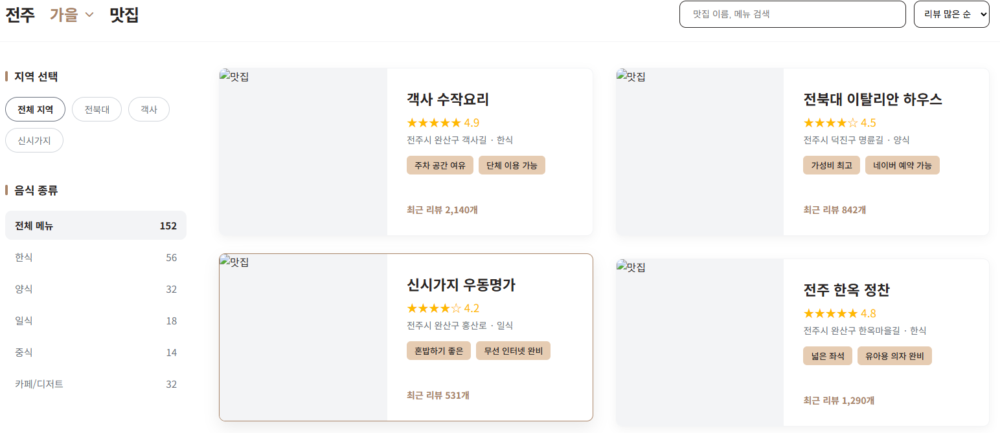 전주 가을 맛집
맛집 이름, 메뉴 검색
리뷰 많은 순
지역 선택
전체 지역
전북대
객사
신시가지
음식 종류
전체 메뉴 152
한식 56
양식 32
일식 18
중식 14
카페/디저트 32
맛집
객사 수작요리
★★★★★ 4.9
전주시 완산구 객사길 · 한식
주차 공간 여유
단체 이용 가능
최근 리뷰 2,140개
맛집
전북대 이탈리안 하우스
★★★★☆ 4.5
전주시 덕진구 명륜길 · 양식
가성비 최고
네이버 예약 가능
최근 리뷰 842개
맛집
신시가지 우동명가
★★★★☆ 4.2
전주시 완산구 홍산로 · 일식
혼밥하기 좋은
무선 인터넷 완비
최근 리뷰 531개
맛집
전주 한옥 정찬
★★★★★ 4.8
전주시 완산구 한옥마을길 · 한식
넓은 좌석
유아용 의자 완비
최근 리뷰 1,290개